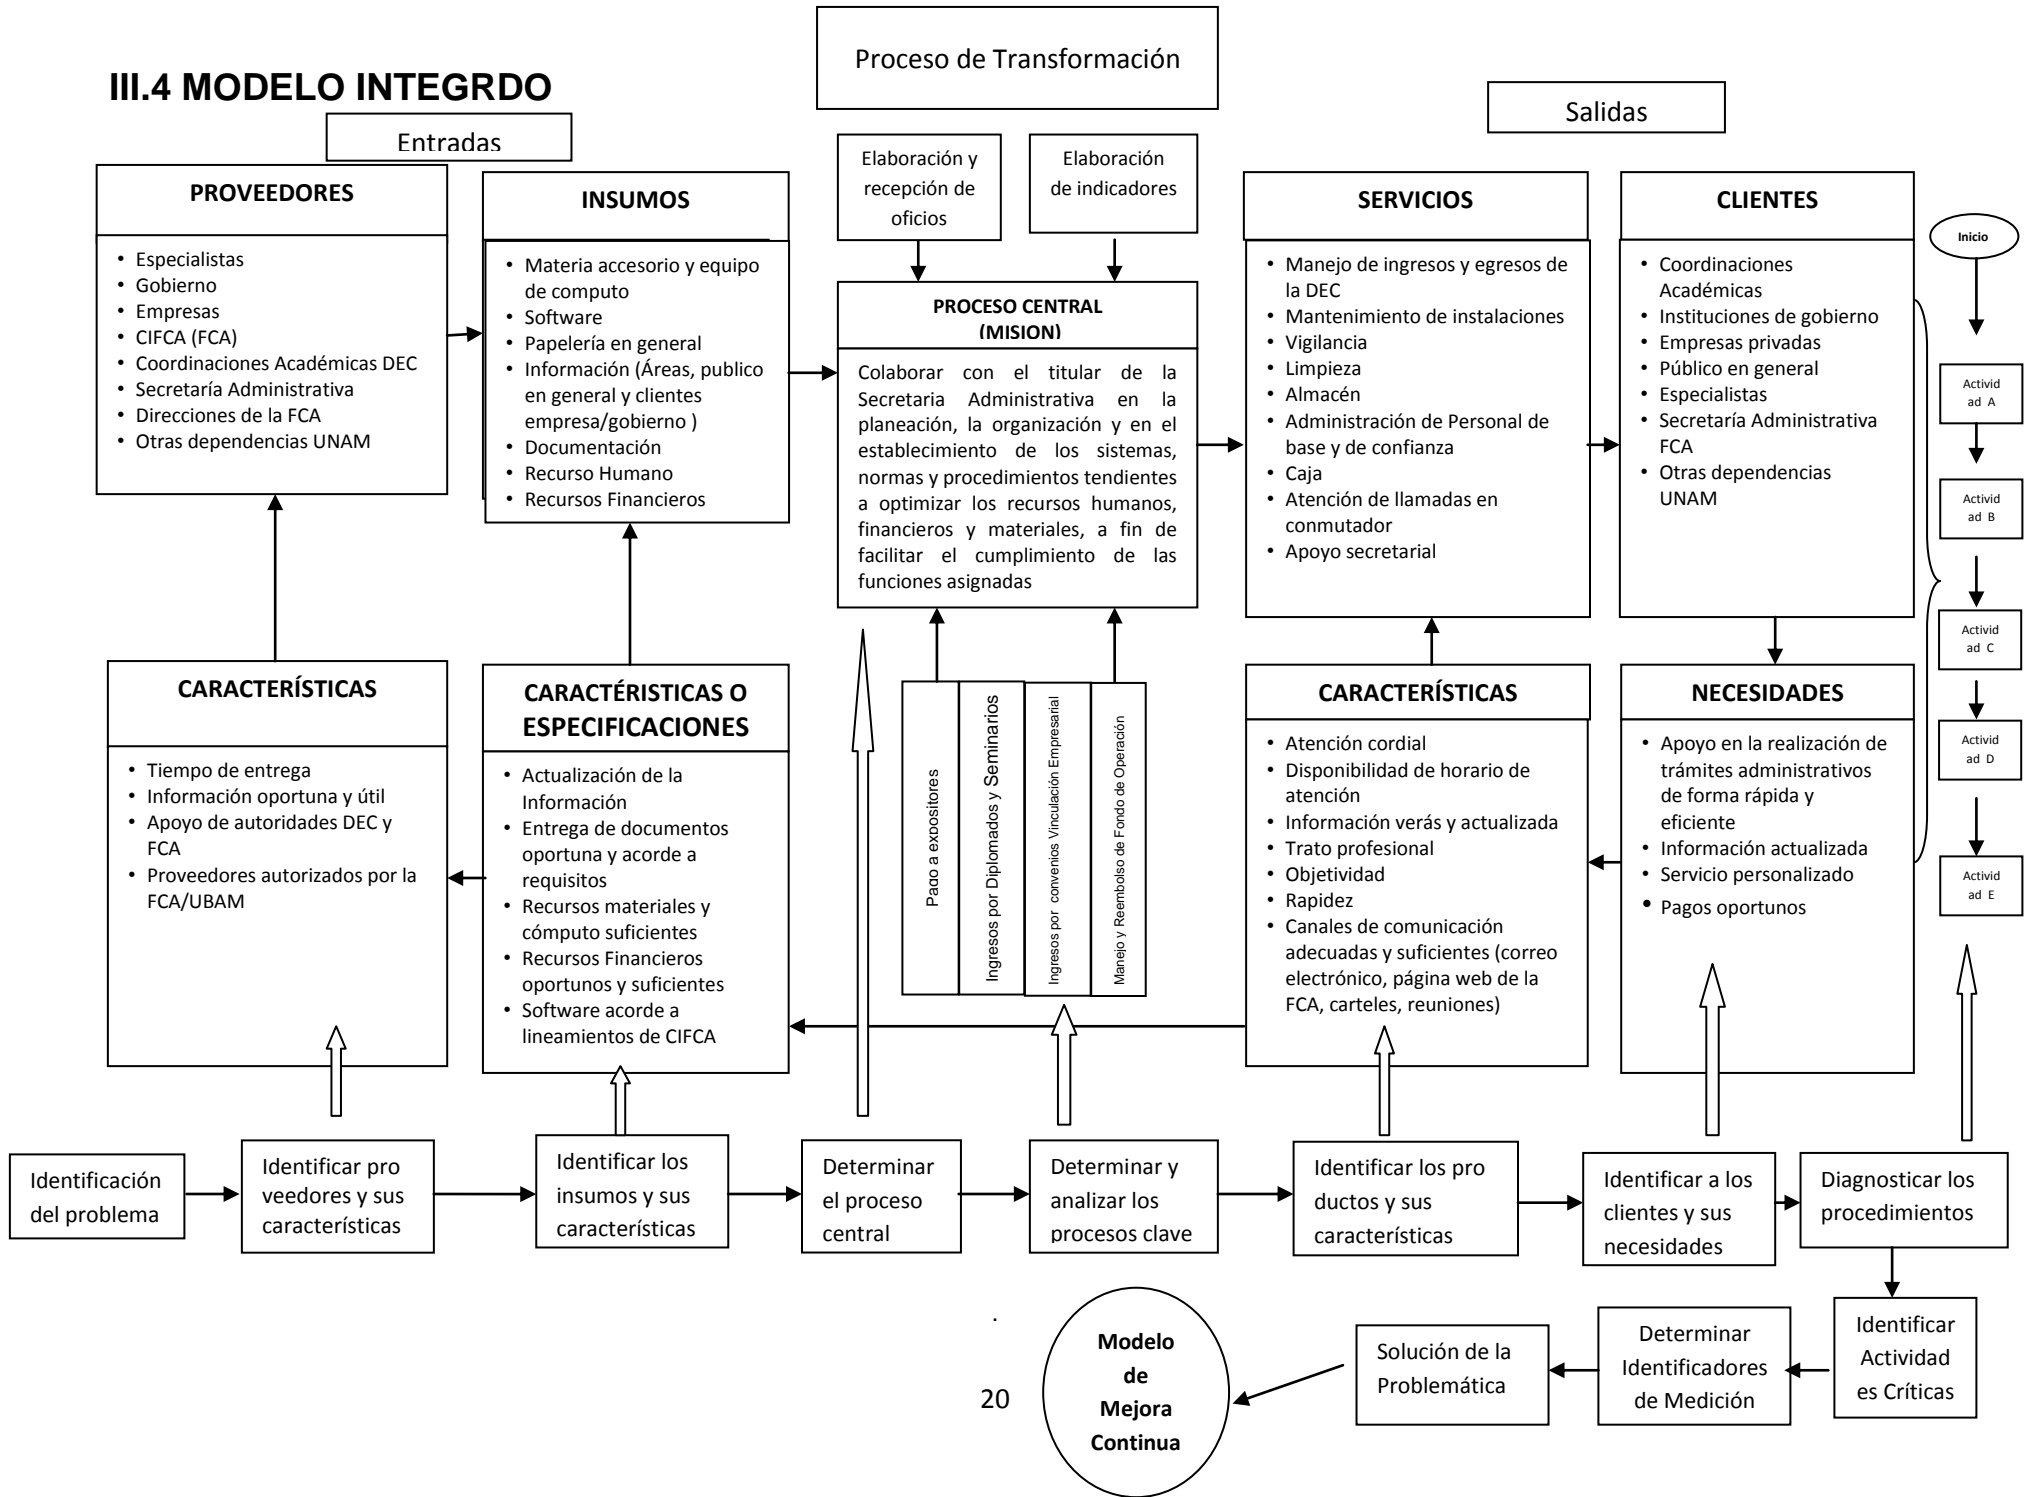 Proceso de Transformación
III.4 MODELO INTEGRDO
Entradas
Salidas
PROVEEDORES
• Especialistas
• Gobierno
• Empresas
• CIFCA (FCA)
• Coordinaciones Académicas DEC
• Secretaría Administrativa
• Direcciones de la FCA
• Otras dependencias UNAM
INSUMOS
• Materia accesorio y equipo
de computo
• Software
• Papelería en general
• Información (Áreas, publico
en general y clientes
empresa/gobierno )
• Documentación
• Recurso Humano
• Recursos Financieros
Elaboración y
recepción de
oficios
Elaboración
de indicadores
PROCESO CENTRAL
(MISION)
Colaborar con el titular de la
Secretaria Administrativa en la
planeación, la organización y en el
establecimiento de los sistemas,
normas y procedimientos tendientes
a optimizar los recursos humanos,
financieros y materiales, a fin de
facilitar el cumplimiento de las
funciones asignadas
SERVICIOS
• Manejo de ingresos y egresos de
la DEC
• Mantenimiento de instalaciones
• Vigilancia
• Limpieza
• Almacén
• Administración de Personal de
base y de confianza
• Caja
• Atención de llamadas en
conmutador
• Apoyo secretarial
CLIENTES
• Coordinaciones
Académicas
• Instituciones de gobierno
• Empresas privadas
• Público en general
• Especialistas
• Secretaría Administrativa
FCA
• Otras dependencias
UNAM
Inicio
Activid
ad A
Activid
ad B
Activid
ad C
Activid
ad D
Activid
ad E
CARACTERÍSTICAS
• Tiempo de entrega
• Información oportuna y útil
• Apoyo de autoridades DEC y
FCA
• Proveedores autorizados por la
FCA/UBAM
CARACTÉRISTICAS O
ESPECIFICACIONES
• Actualización de la
Información
• Entrega de documentos
oportuna y acorde a
requisitos
• Recursos materiales y
cómputo suficientes
• Recursos Financieros
oportunos y suficientes
• Software acorde a
lineamientos de CIFCA
Pago a expositores
Ingresos por Diplomados y Seminarios
Ingresos por convenios Vinculación Empresarial
Manejo y Reembolso de Fondo de Operación
CARACTERÍSTICAS
• Atención cordial
• Disponibilidad de horario de
atención
• Información verás y actualizada
• Trato profesional
• Objetividad
• Rapidez
• Canales de comunicación
adecuadas y suficientes (correo
electrónico, página web de la
FCA, carteles, reuniones)
NECESIDADES
• Apoyo en la realización de
trámites administrativos
de forma rápida y
eficiente
• Información actualizada
• Servicio personalizado
• Pagos oportunos
Identificación
del problema
Identificar pro
veedores y sus
características
Identificar los
insumos y sus
características
Determinar
el proceso
central
Determinar y
analizar los
procesos clave
Identificar los pro
ductos y sus
características
Identificar a los
clientes y sus
necesidades
Diagnosticar los
procedimientos
Identificar
Actividad
es Críticas
Determinar
Identificadores
de Medición
Solución de la
Problemática
Modelo
de
Mejora
Continua
.
20